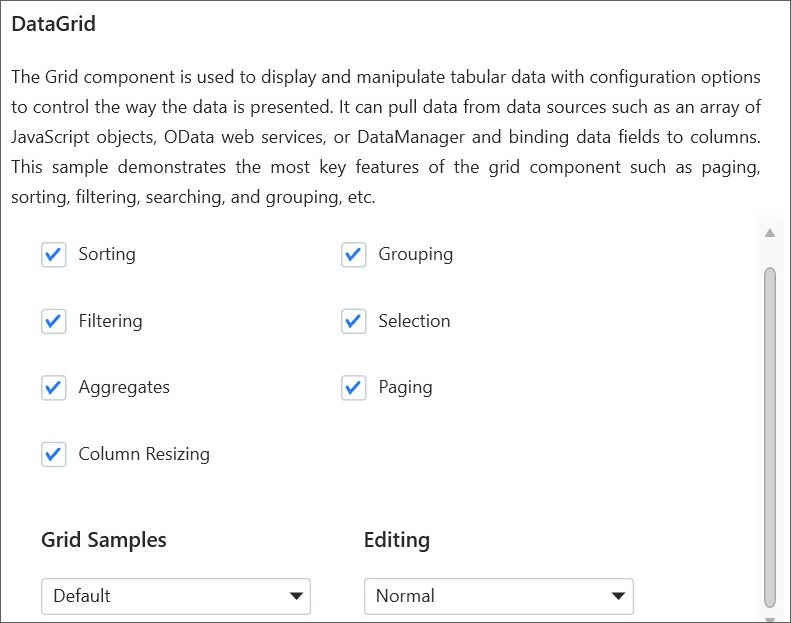 DataGrid
The Grid component is used to display and manipulate tabular data with configuration options
to control the way the data is presented. It can pull data from data sources such as an array of
JavaScript objects, OData web services, or DataManager and binding data fields to columns.
This sample demonstrates the most key features of the grid component such as paging,
sorting, filtering, searching, and grouping, etc.
Sorting Grouping
Filtering Selection
Aggregates Paging
Column Resizing
Grid Samples Editing
Default Normal